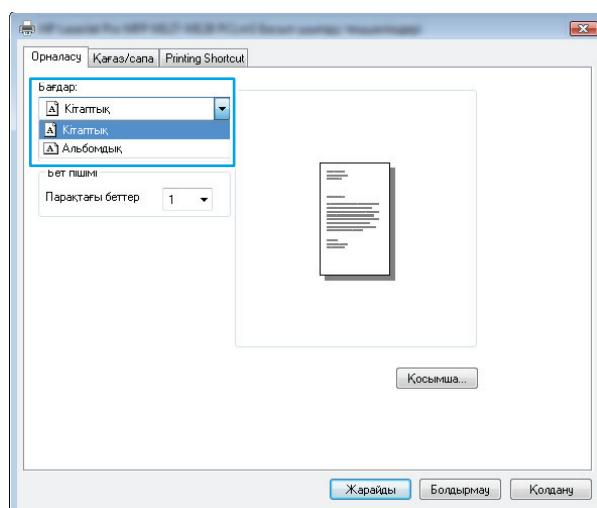 Орналасу Қағаз/сапа Printing Shortcut
Бағдар:
Кітаптық
Кітаптық
Альбомдық
Бет пішімі
Парақтағы беттер 1
Қосымша...
Жарайды Болдырмау Қолдану